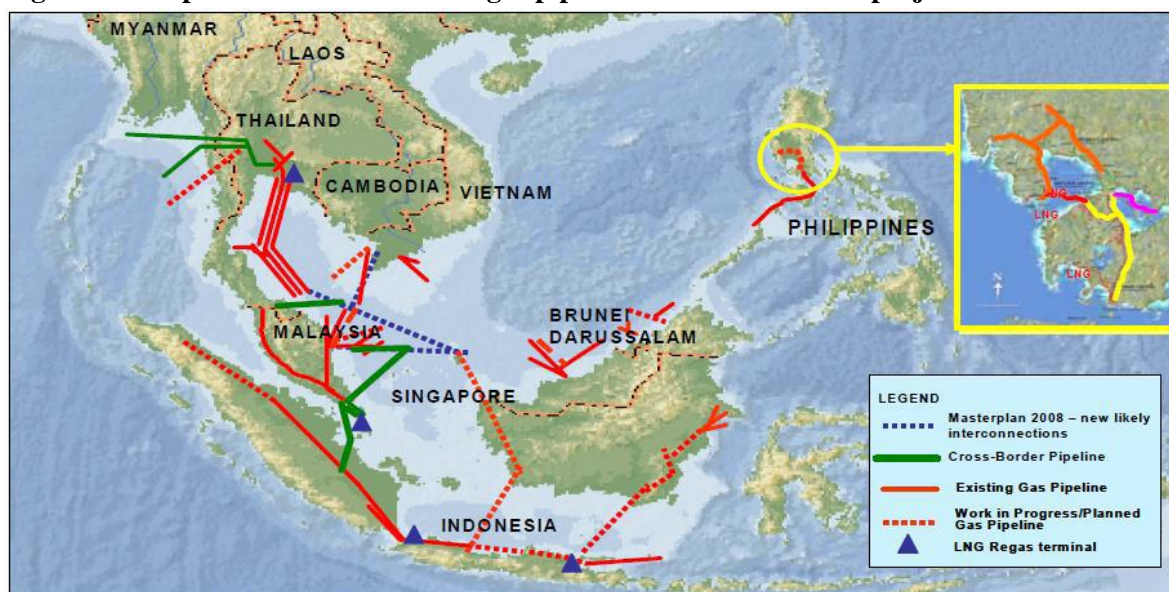 MYANMAR
LAOS
THAILAND
CAMBODIA
VIETNAM
PHILIPPINES
LNG
LNG
LNG
N
BRUNEI
DARUSSALAM
MALAYSIA
SINGAPORE
INDONESIA
LEGEND
Masterplan 2008 – new likely
interconnections
Cross-Border Pipeline
Existing Gas Pipeline
Work in Progress/Planned
Gas Pipeline
LNG Regas terminal